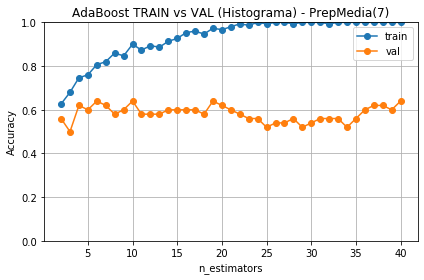 AdaBoost TRAIN vs VAL (Histograma) - PrepMedia(7)
train
val
Accuracy
1.0
0.8
0.6
0.4
0.2
0.0
5 10 15 20 25 30 35 40
n_estimators